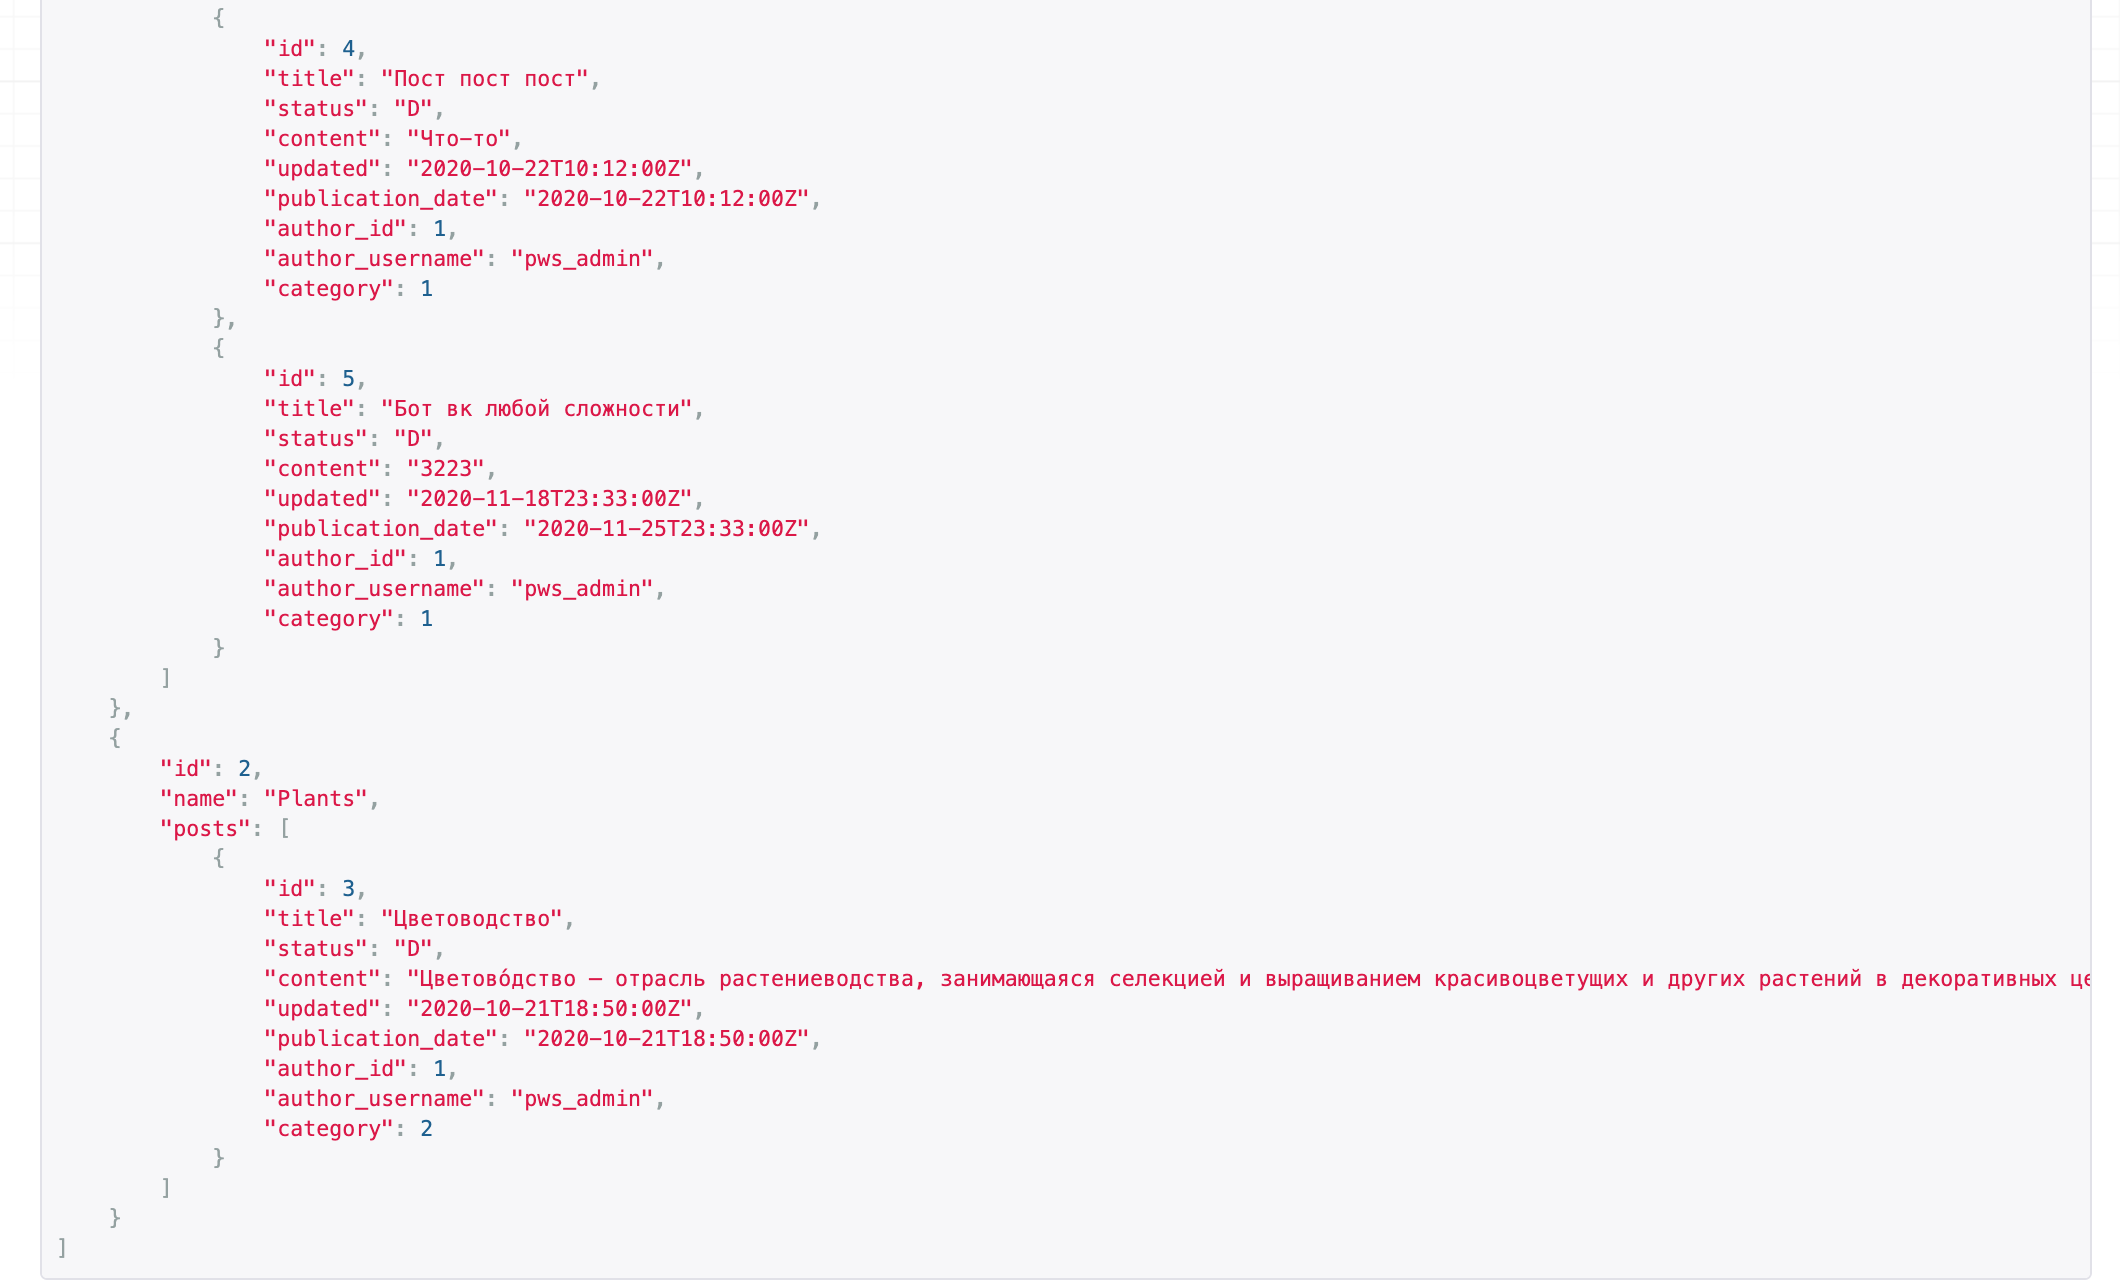 {
"id": 4,
"title": "Пост пост пост",
"status": "D",
"content": "Что-то",
"updated": "2020-10-22T10:12:00Z",
"publication_date": "2020-10-22T10:12:00Z",
"author_id": 1,
"author_username": "pws_admin",
"category": 1
},
{
"id": 5,
"title": "Бот вк любой сложности",
"status": "D",
"content": "3223",
"updated": "2020-11-18T23:33:00Z",
"publication_date": "2020-11-25T23:33:00Z",
"author_id": 1,
"author_username": "pws_admin",
"category": 1
}
]
},
{
"id": 2,
"name": "Plants",
"posts": [
{
"id": 3,
"title": "Цветоводство",
"status": "D",
"content": "Цветово́дство — отрасль растениеводства, занимающаяся селекцией и выращиванием красивоцветущих и других растений в декоративных це
"updated": "2020-10-21T18:50:00Z",
"publication_date": "2020-10-21T18:50:00Z",
"author_id": 1,
"author_username": "pws_admin",
"category": 2
}
]
}
]